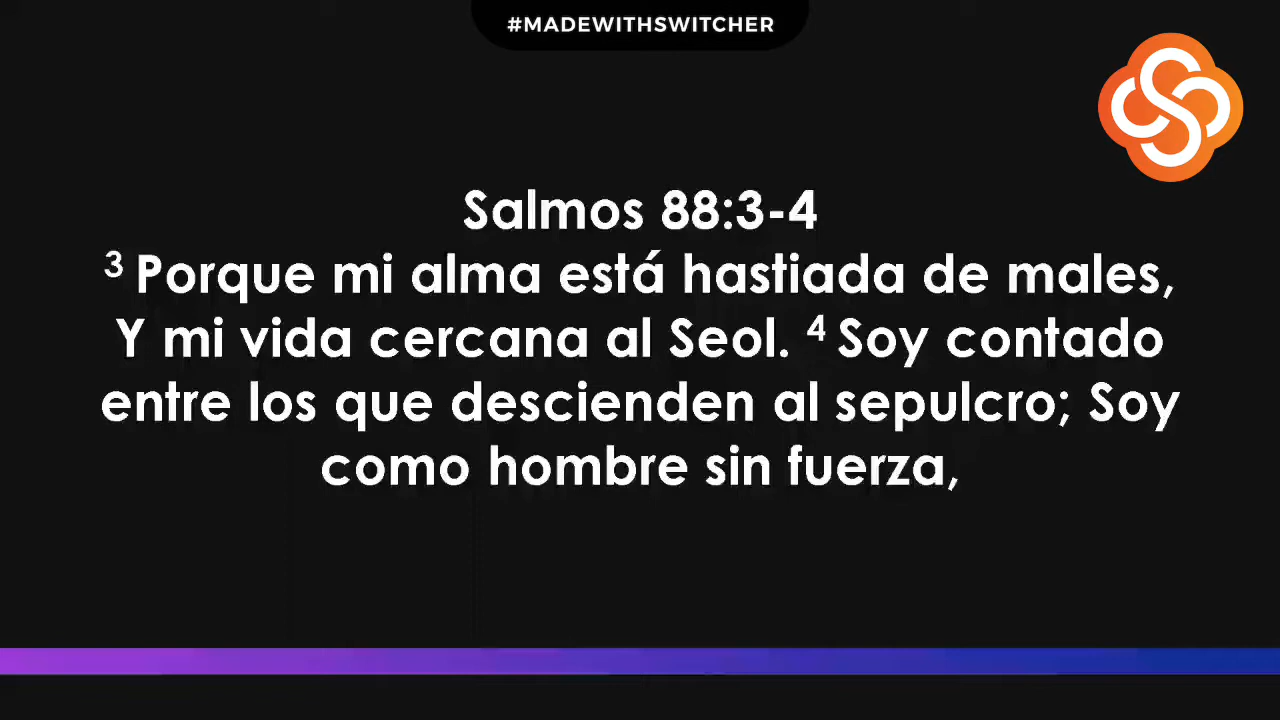 #MADEWITHSWITCHER
Salmos 88:3-4
3 Porque mi alma está hastiada de males,
Y mi vida cercana al Seol. 4 Soy contado
entre los que descienden al sepulcro; Soy
como hombre sin fuerza,